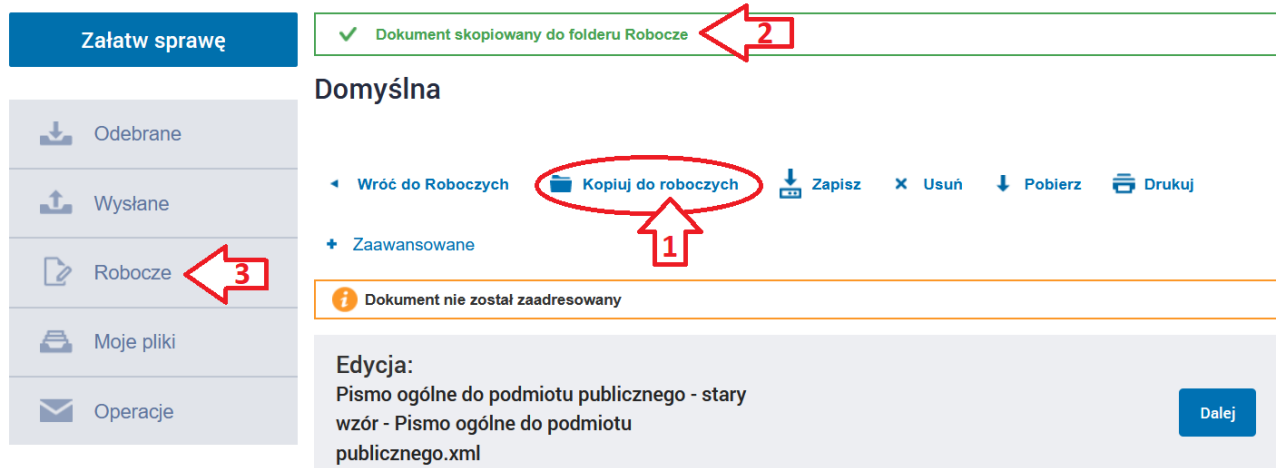 Załatw sprawę
Odebrane
Wysłane
Robocze
3
Moje pliki
Operacje
Dokument skopiowany do folderu Robocze
2
Domyślna
Wróć do Roboczych Kopiuj do roboczych Zapisz Usuń Pobierz Drukuj
1
Zaawansowane
Dokument nie został zaadresowany
Edycja:
Pismo ogólne do podmiotu publicznego - stary
wzór - Pismo ogólne do podmiotu
publicznego.xml
Dalej